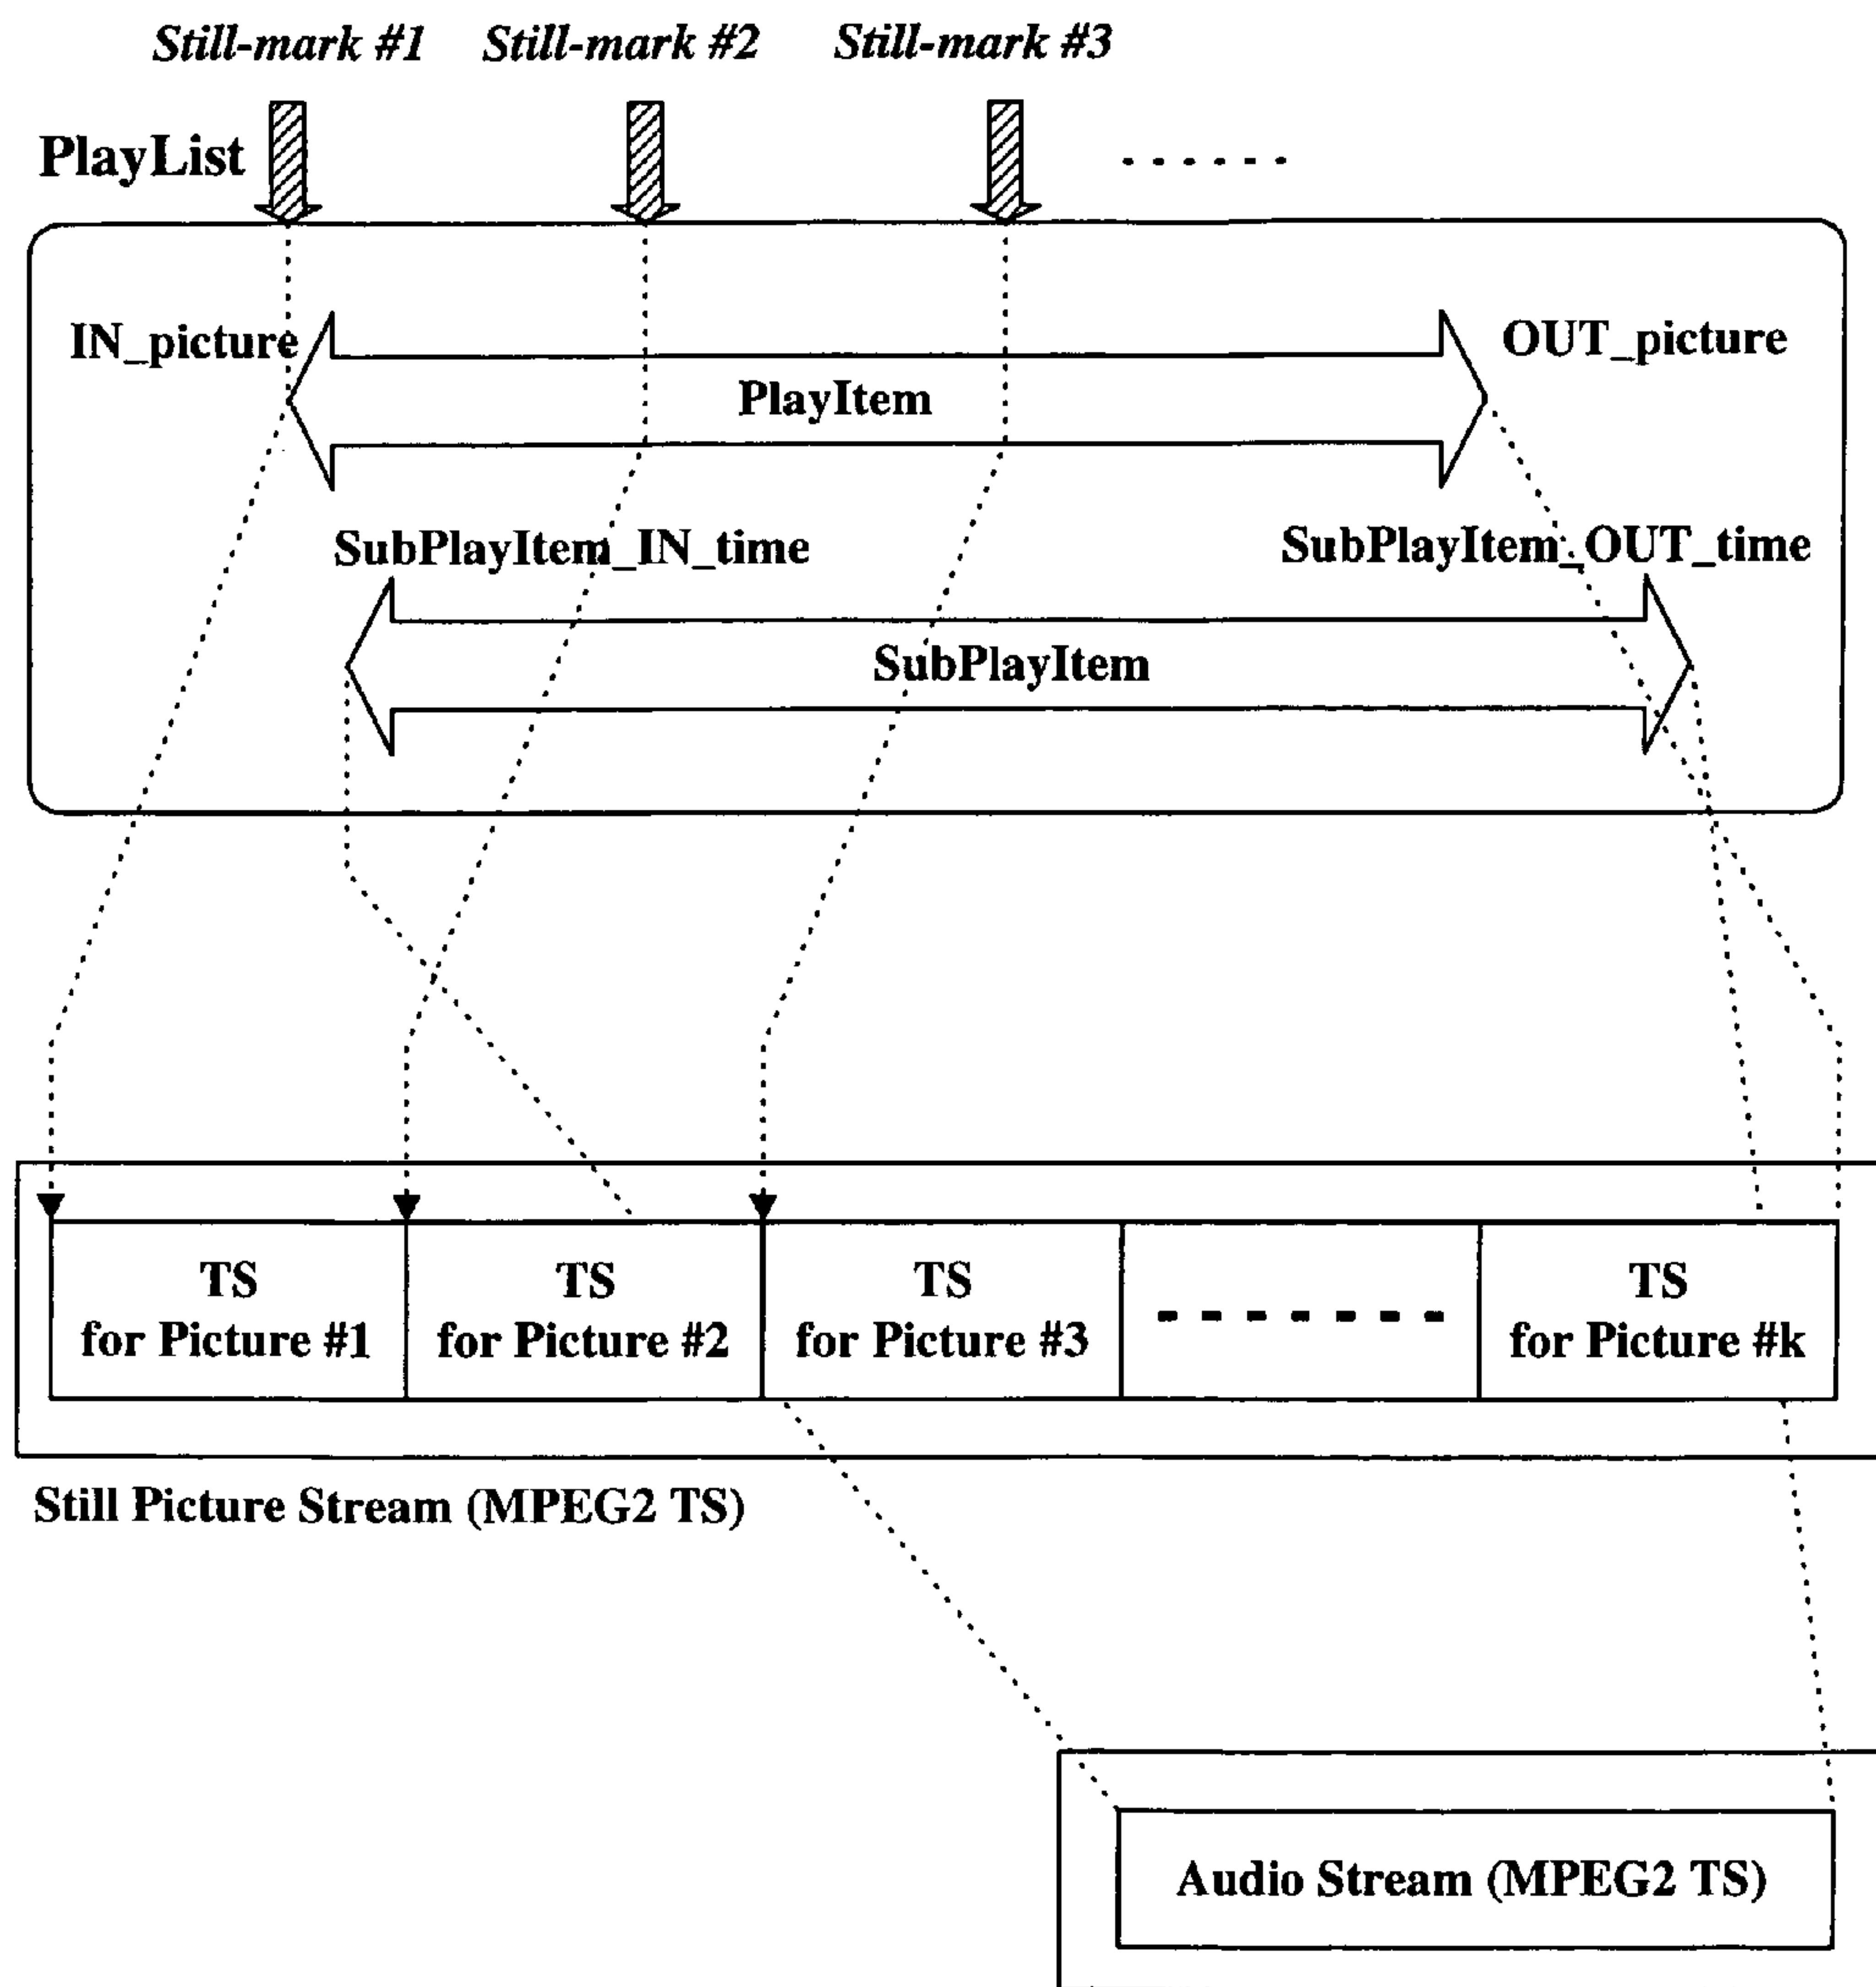 Still-mark #1 Still-mark #2 Still-mark #3
PlayList
IN_picture
OUT_picture
PlayItem
SubPlayItem_IN_time
SubPlayItem_OUT_time
SubPlayItem
TS
for Picture #1
TS
for Picture #2
TS
for Picture #3
TS
for Picture #k
Still Picture Stream (MPEG2 TS)
Audio Stream (MPEG2 TS)